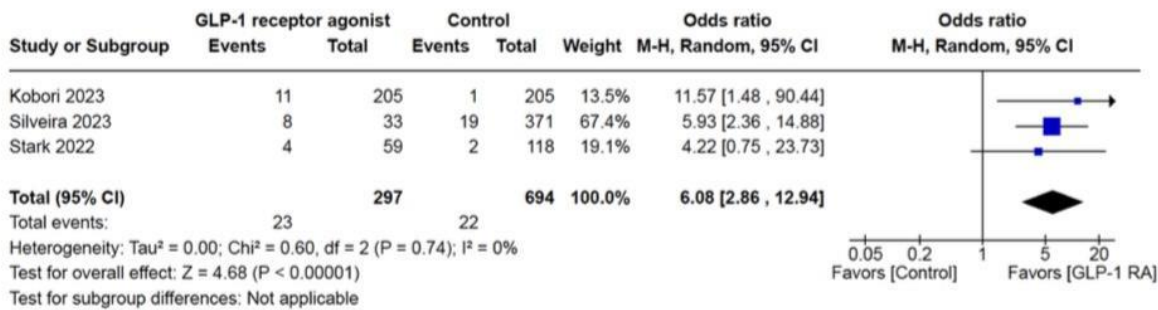 GLP-1 receptor agonist Control Odds ratio Odds ratio
Study or Subgroup Events Total Events Total Weight M-H, Random, 95% CI M-H, Random, 95% CI
Kobori 2023 11 205 1 205 13.5% 11.57 [1.48 , 90.44]
Silveira 2023 8 33 19 371 67.4% 5.93 [2.36 , 14.88]
Stark 2022 4 59 2 118 19.1% 4.22 [0.75 , 23.73]
Total (95% CI) 297 694 100.0% 6.08 [2.86 , 12.94]
Total events: 23 22
Heterogeneity: Tau² = 0.00; Chi² = 0.60, df = 2 (P = 0.74); I² = 0%
0.05 0.2 1 5 20
Test for overall effect: Z = 4.68 (P < 0.00001) Favors [Control] Favors [GLP-1 RA]
Test for subgroup differences: Not applicable